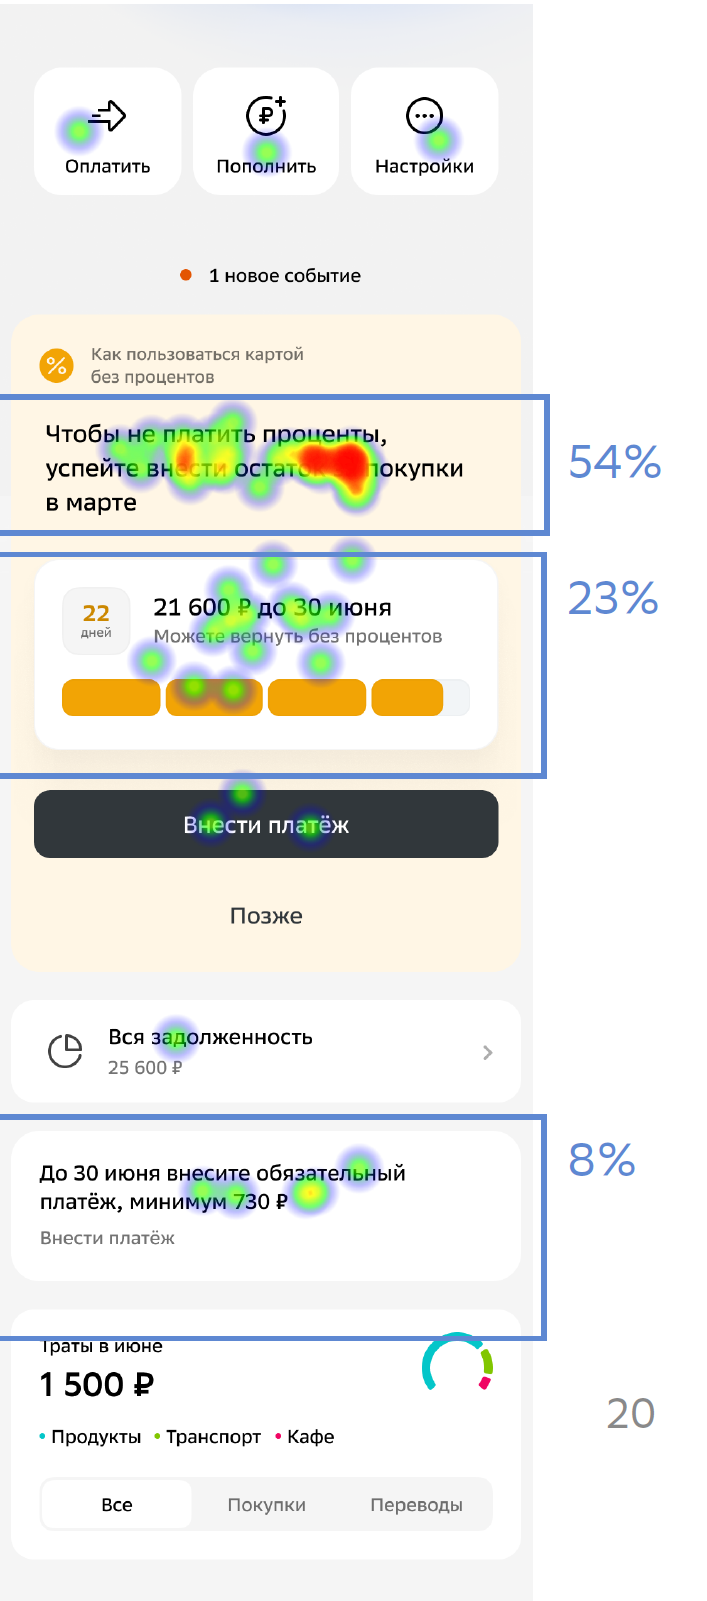 Оплатить
Пополнить
Настройки
1 новое событие
Как пользоваться картой
без процентов
Чтобы не платить проценты,
успейте внести остаток покупки
в марте
54%
22
дней
21 600 ₽ до 30 июня
Можете вернуть без процентов
23%
Внести платёж
Позже
Вся задолженность
25 600 ₽
До 30 июня внесите обязательный
платёж, минимум 730 ₽
Внести платёж
8%
Траты в июне
1 500 ₽
Продукты Транспорт Кафе
20
Все Покупки Переводы